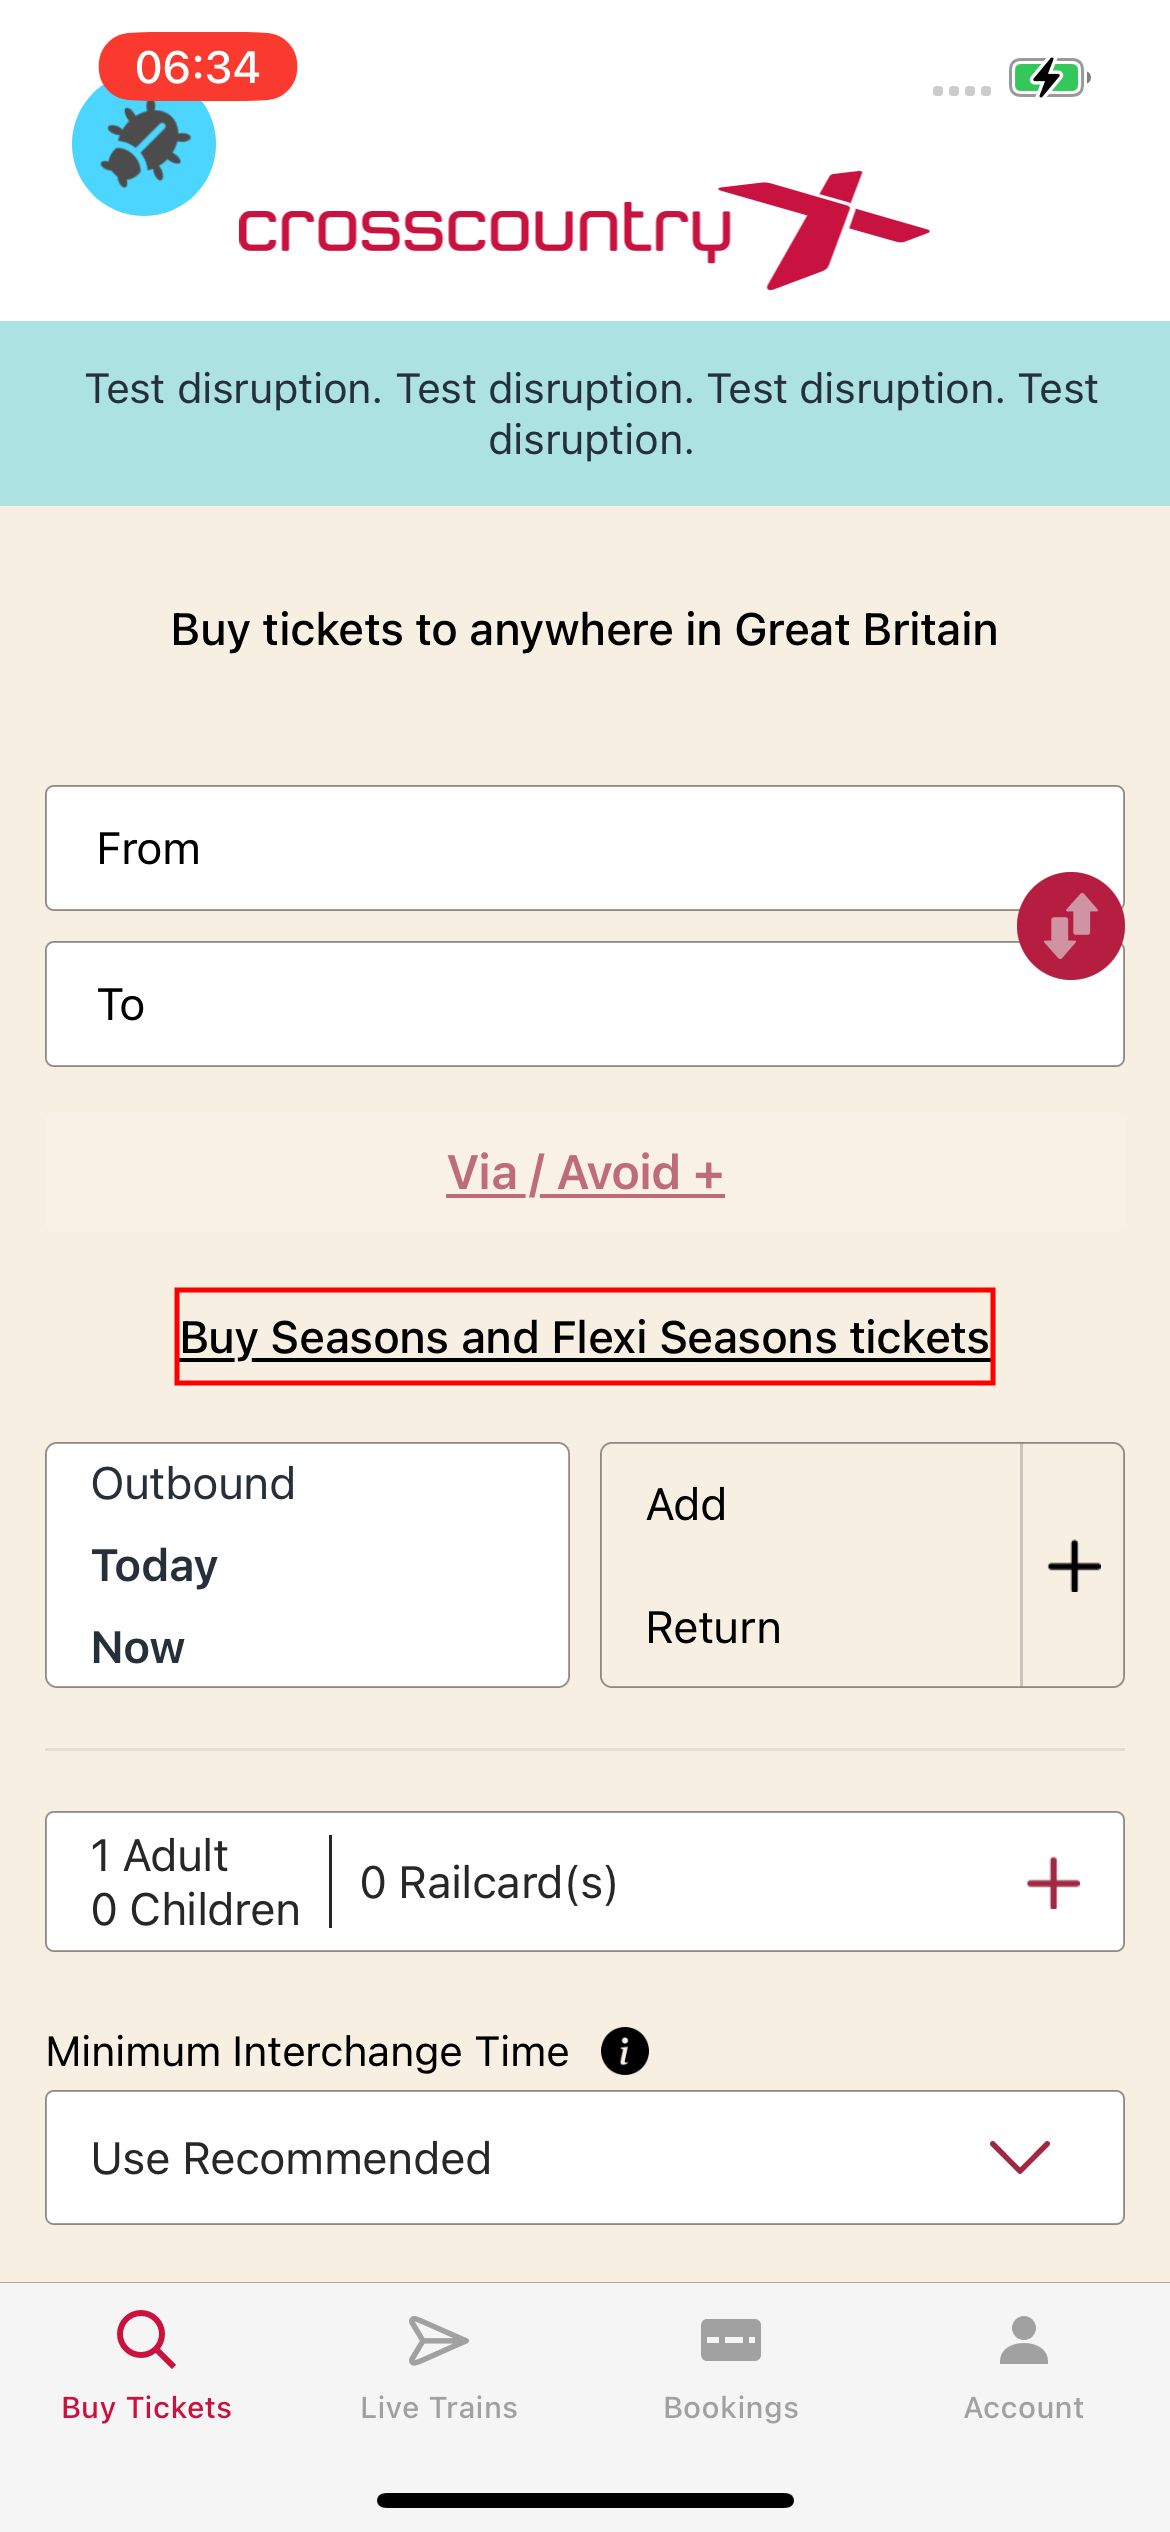 06:34
crosscountry
Test disruption. Test disruption. Test disruption. Test
disruption.
Buy tickets to anywhere in Great Britain
From
To
Via / Avoid +
Buy Seasons and Flexi Seasons tickets
Outbound
Today
Now
Add
Return
1 Adult
0 Children
0 Railcard(s)
Minimum Interchange Time
Use Recommended
Buy Tickets
Live Trains
Bookings
Account